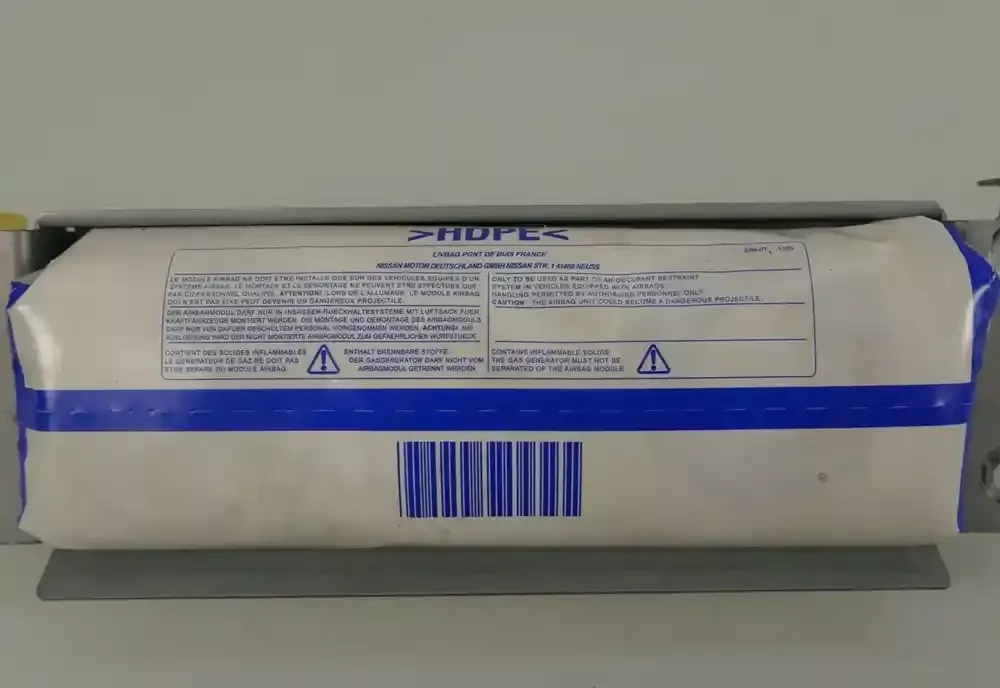 >HDPE<
LIVBAG.PONT DE BUIS FRANCE
NISSAN MOTOR DEUTSCHLAND GMBH NISSAN STR. 1 41468 NEUSS
LE MODULE AIRBAG NE DOIT ETRE INSTALLE QUE SUR DES VEHICULES EQUIPES D'UN
SYSTEME AIRBAG. LE MONTAGE ET LE DEMONTAGE NE PEUVENT ETRE EFFECTUES QUE
PAR DU PERSONNEL QUALIFIE. ATTENTION! :LORS DE L'ALLUMAGE, LE MODULE AIRBAG
QUI N'EST PAS FIXE PEUT DEVENIR UN DANGEREUX PROJECTILE.
DER AIRBAGMODUL DARF NUR IN INSASSEN-RUECKHALTESYSTEME MIT LUFTSACK FUER
KRAFTFAHRZEUGE MONTIERT WERDEN. DIE MONTAGE UND DEMONTAGE DES AIRBAGMODULS
DARF NUR VON DAFUER GESCHULTEM PERSONAL VORGENOMMEN WERDEN. ACHTUNG! BEI
AUSLOESUNG WIRD DER NICHT MONTIERTE AIRBAGMODUL ZUM GEFAEHRLICHER WURFSTUECK
CONTIENT DES SOLIDES INFLAMMABLES
LE GENERATEUR DE GAZ NE DOIT PAS
ETRE SEPARE DU MODULE AIRBAG
ENTHALT BRENNBARE STOFFE.
DER GASGENERATOR DARF NICHT VOM
AIRBAGMODUL GETRENNT WERDEN
ONLY TO BE USED AS PART OF AN OCCUPANT RESTRAINT
SYSTEM IN VEHICLES EQUIPPED WITH AIRBAGS.
HANDLING PERMITTED BY AUTHORISED PERSONNEL ONLY
CAUTION THE AIRBAG UNIT COULD BECOME A DANGEROUS PROJECTILE.
CONTAINS INFLAMMABLE SOLIDS
THE GAS GENERATOR MUST NOT BE
SEPARATED OF THE AIRBAG MODULE